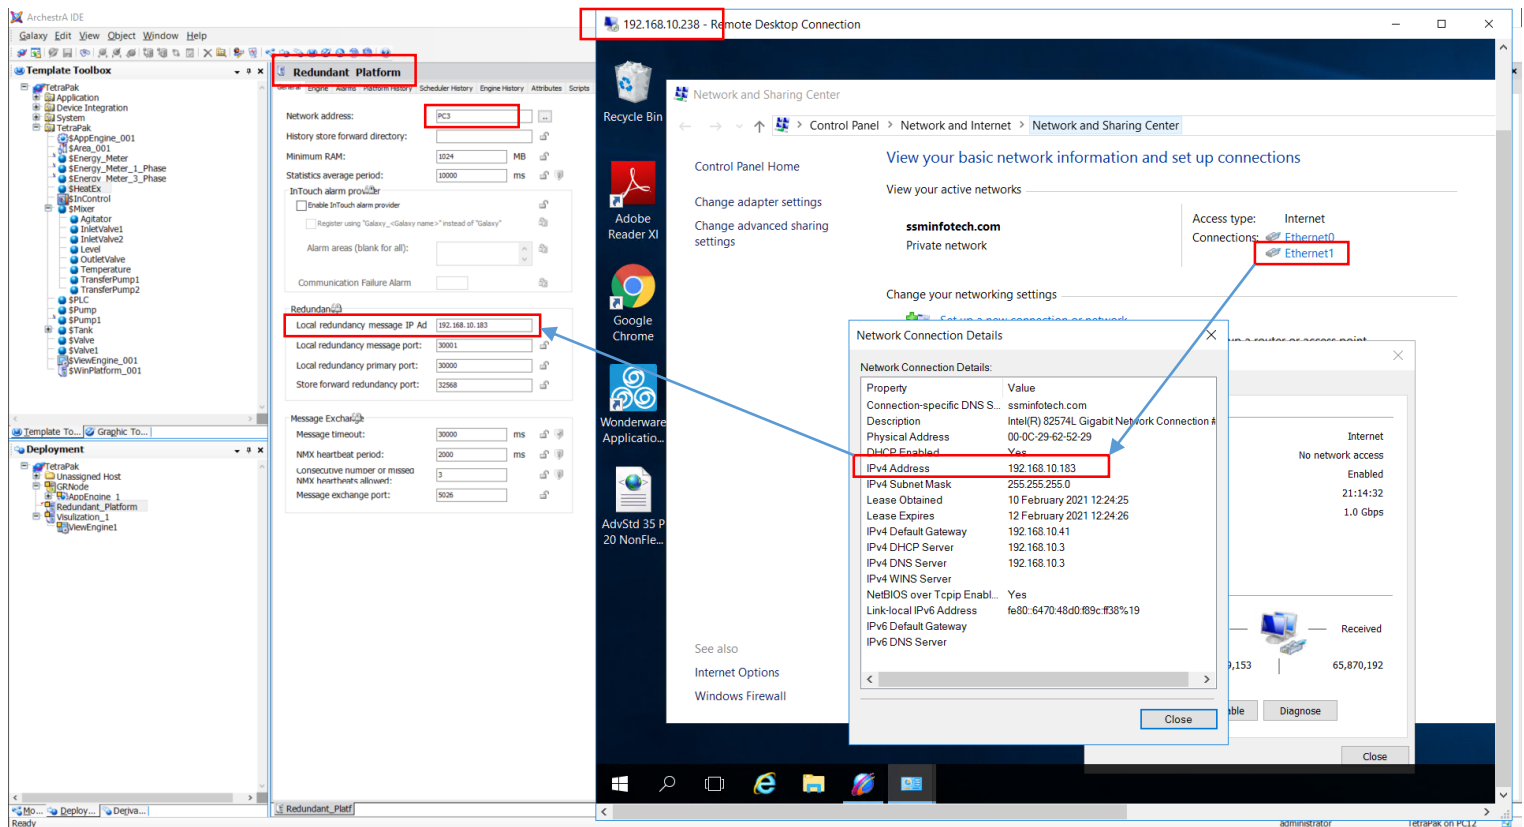 ArchestrA IDE
Galaxy Edit View Object Window Help
Template Toolbox
TetraPak
Application
Device Integration
System
TetraPak
$AppEngine_001
$Area_001
$Energy_Meter
$Energy_Meter_1_Phase
$Energy_Meter_3_Phase
$HeatEx
$InControl
$Mixer
Agitator
InletValve1
InletValve2
Level
OutletValve
Temperature
TransferPump1
TransferPump2
$PLC
$Pump
$Pump1
$Tank
$Valve
$Valve1
$ViewEngine_001
$WinPlatform_001
Template To... Graphic To...
Deployment
TetraPak
Unassigned Host
GRNode
AppEngine_1
Redundant_Platform
Visulization_1
ViewEngine1
Mo... Deploy... Deriva...
Ready
Redundant Platform
General Engine Alarms Platform History Scheduler History Engine History Attributes Scripts
Network address: PC3 ...
History store forward directory:
Minimum RAM: 1024 MB
Statistics average period: 10000 ms
InTouch alarm provider
Enable InTouch alarm provider
Register using "Galaxy_<Galaxy name>" instead of "Galaxy"
Alarm areas (blank for all):
Communication Failure Alarm
Local redundancy message IP Ad 192.168.10.183
Local redundancy message port: 30001
Local redundancy primary port: 30000
Store forward redundancy port: 32568
Message Exchange
Message timeout: 30000 ms
NMX heartbeat period: 2000 ms
Consecutive number of missed
NMX heartbeats allowed: 3
Message exchange port: 5026
Redundant_Platf
192.168.10.238 - Remote Desktop Connection
Recycle Bin
Adobe
Reader XI
Google
Chrome
Wonderware
Applicatio...
AdvStd 35 P
20 NonFle...
Network and Sharing Center
Control Panel > Network and Internet > Network and Sharing Center
Control Panel Home
Change adapter settings
Change advanced sharing
settings
See also
Internet Options
Windows Firewall
View your basic network information and set up connections
View your active networks
ssminfotech.com
Private network
Access type: Internet
Connections: Ethernet0
Ethernet1
Change your networking settings
Set up a new connection or network
up a router or access point
Network Connection Details
Network Connection Details:
Property Value
Connection-specific DNS S... ssminfotech.com
Description Intel(R) 82574L Gigabit Network Connection #
Physical Address 00-0C-29-62-52-29
DHCP Enabled Yes
IPv4 Address 192.168.10.183
IPv4 Subnet Mask 255.255.255.0
Lease Obtained 10 February 2021 12:24:25
Lease Expires 12 February 2021 12:24:26
IPv4 Default Gateway 192.168.10.41
IPv4 DHCP Server 192.168.10.3
IPv4 DNS Server 192.168.10.3
IPv4 WINS Server
NetBIOS over Tcpip Enabl... Yes
Link-local IPv6 Address fe80::6470:48d0:f89c:ff38%19
IPv6 Default Gateway
IPv6 DNS Server
Close
Internet
No network access
Enabled
21:14:32
1.0 Gbps
Received
9,153 65,870,192
able Diagnose
Close
administrator TetraPak on PC12